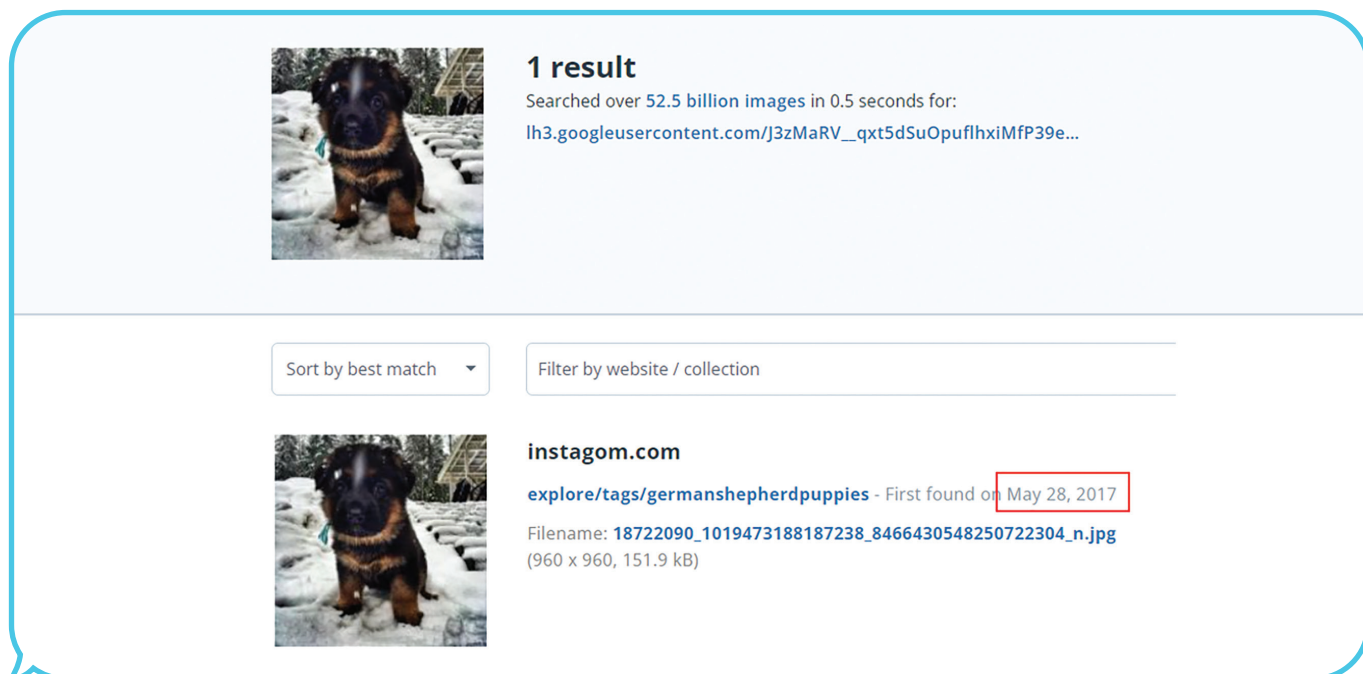 1 result
Searched over 52.5 billion images in 0.5 seconds for:
lh3.googleusercontent.com/J3zMaRV__qxt5dSuOpuflhxiMfP39e...
Sort by best match
Filter by website / collection
instagom.com
explore/tags/germanshepherdpuppies - First found on May 28, 2017
Filename: 18722090_1019473188187238_8466430548250722304_n.jpg
(960 x 960, 151.9 kB)